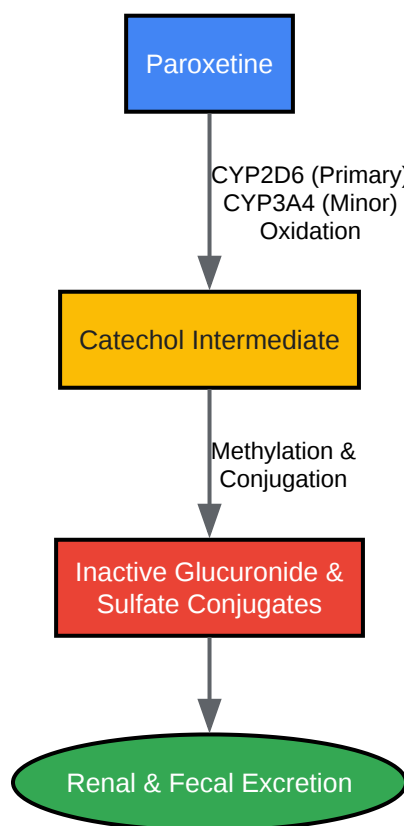 Paroxetine
CYP2D6 (Primary)
CYP3A4 (Minor)
Oxidation
Catechol Intermediate
Methylation &
Conjugation
Inactive Glucuronide &
Sulfate Conjugates
Renal & Fecal Excretion